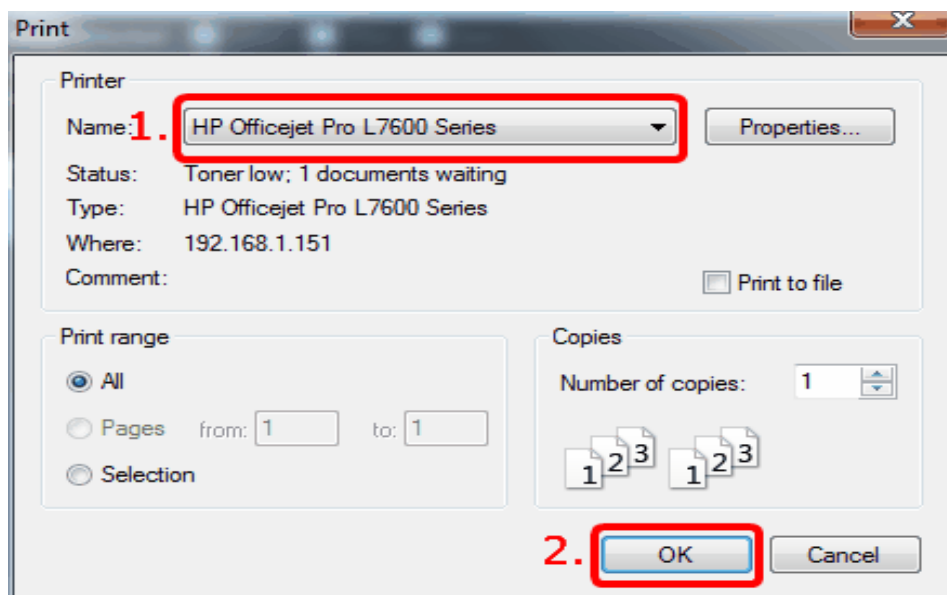 Print
Printer
Name: 1. HP Officejet Pro L7600 Series Properties...
Status: Toner low; 1 documents waiting
Type: HP Officejet Pro L7600 Series
Where: 192.168.1.151
Comment:
Print to file
Print range
All
Pages from: 1 to: 1
Selection
Copies
Number of copies: 1
1 2 3 1 2 3
2. OK Cancel